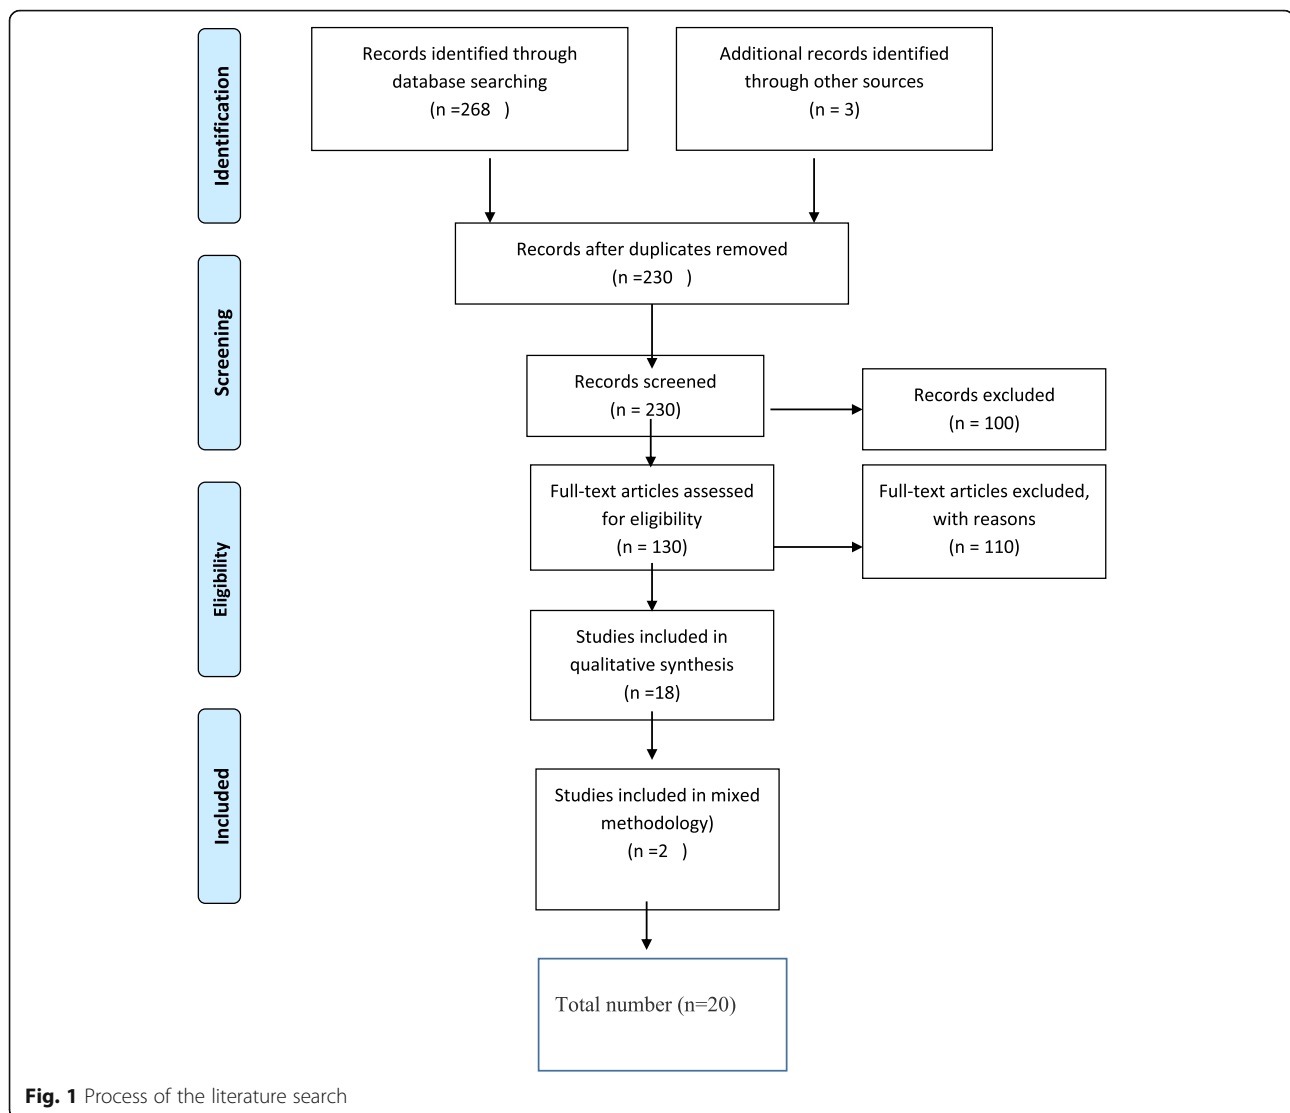 Identification
Records identified through
database searching
(n =268   )
Additional records identified
through other sources
(n = 3)
Records after duplicates removed
(n =230   )
Screening
Records screened
(n = 230)
Records excluded
(n = 100)
Eligibility
Full-text articles assessed
for eligibility
(n = 130)
Full-text articles excluded,
with reasons
(n = 110)
Studies included in
qualitative synthesis
(n =18)
Included
Studies included in mixed
methodology)
(n =2   )
Total number (n=20)
Fig. 1 Process of the literature search